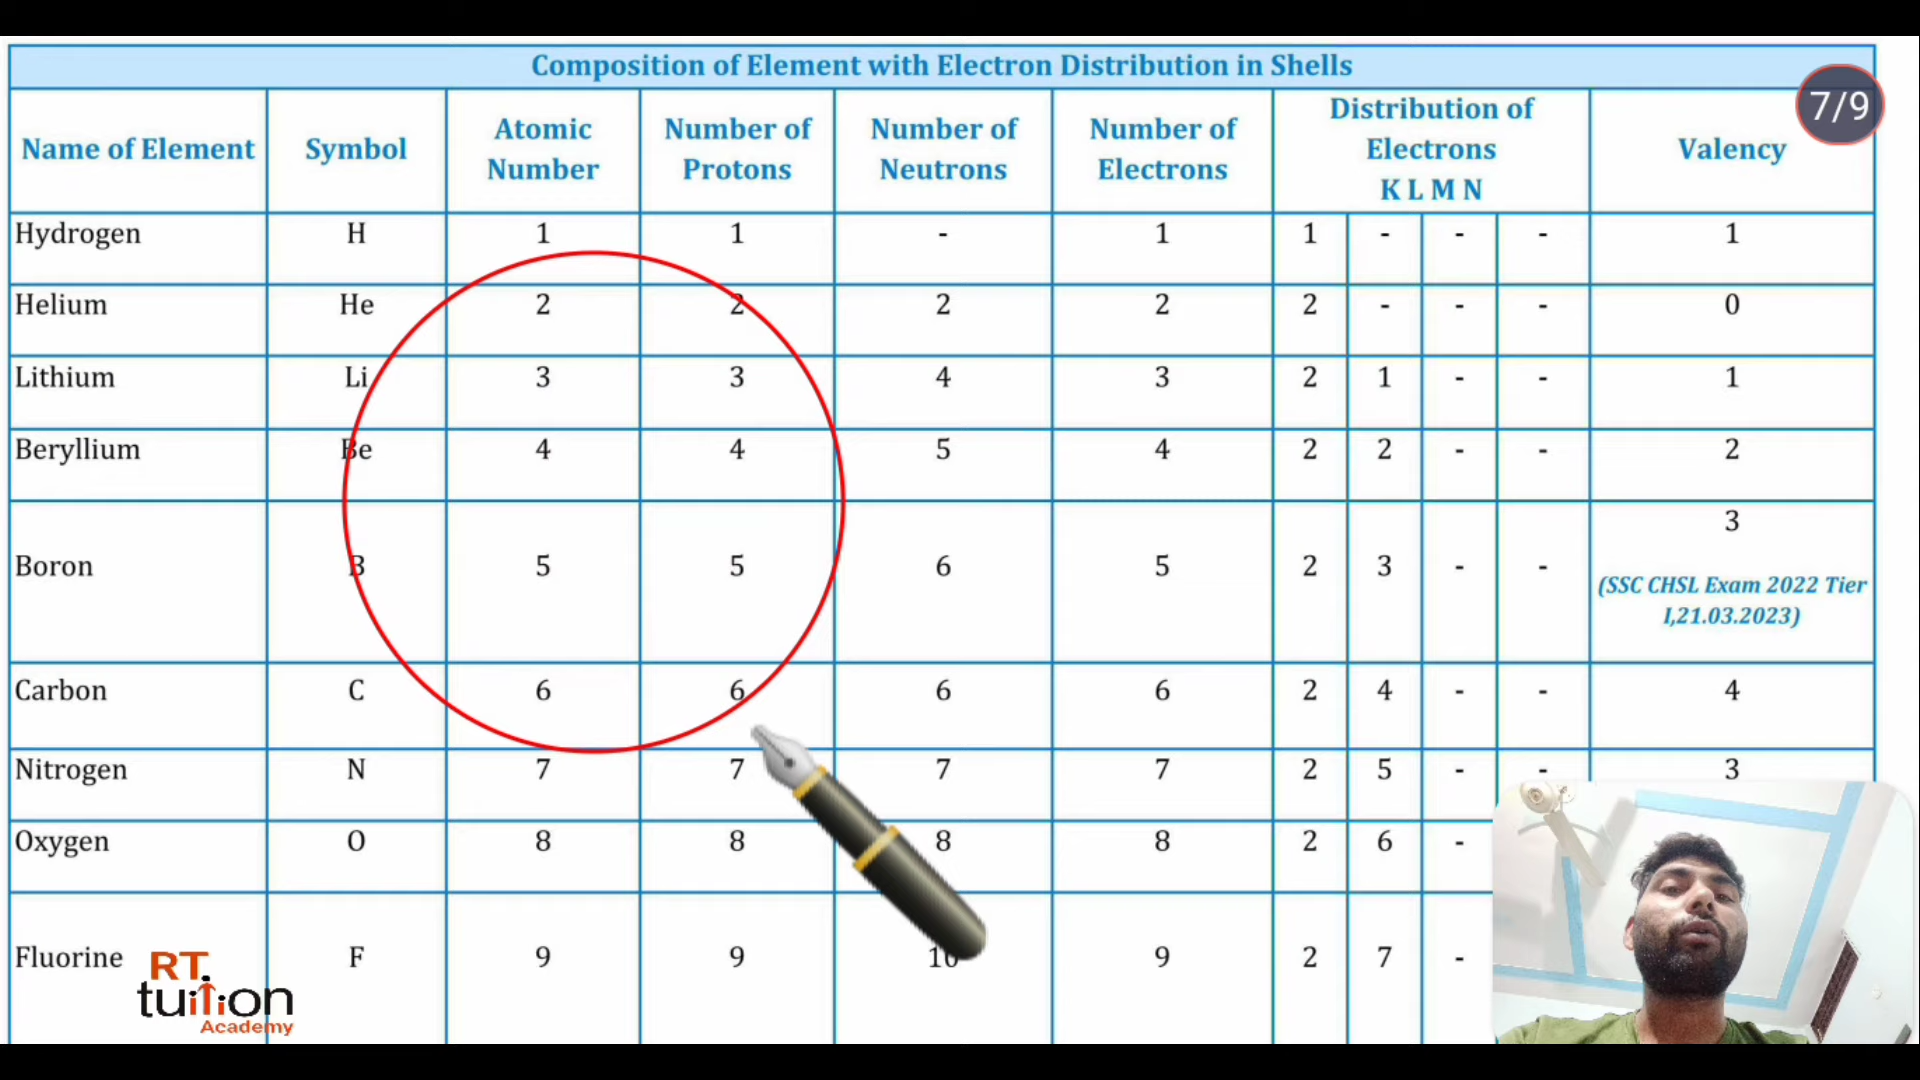 Composition of Element with Electron Distribution in Shells
7/9
Name of Element Symbol Atomic Number Number of Protons Number of Neutrons Number of Electrons Distribution of Electrons K L M N Valency
Hydrogen H 1 1 - 1 1 - - - 1
Helium He 2 2 2 2 2 - - - 0
Lithium Li 3 3 4 3 2 1 - - 1
Beryllium Be 4 4 5 4 2 2 - - 2
Boron B 5 5 6 5 2 3 - - 3
(SSC CHSL Exam 2022 Tier
I,21.03.2023)
Carbon C 6 6 6 6 2 4 - - 4
Nitrogen N 7 7 7 7 2 5 - - 3
Oxygen O 8 8 8 8 2 6 -
Fluorine F 9 9 10 9 2 7 -
RT
tuition
Academy